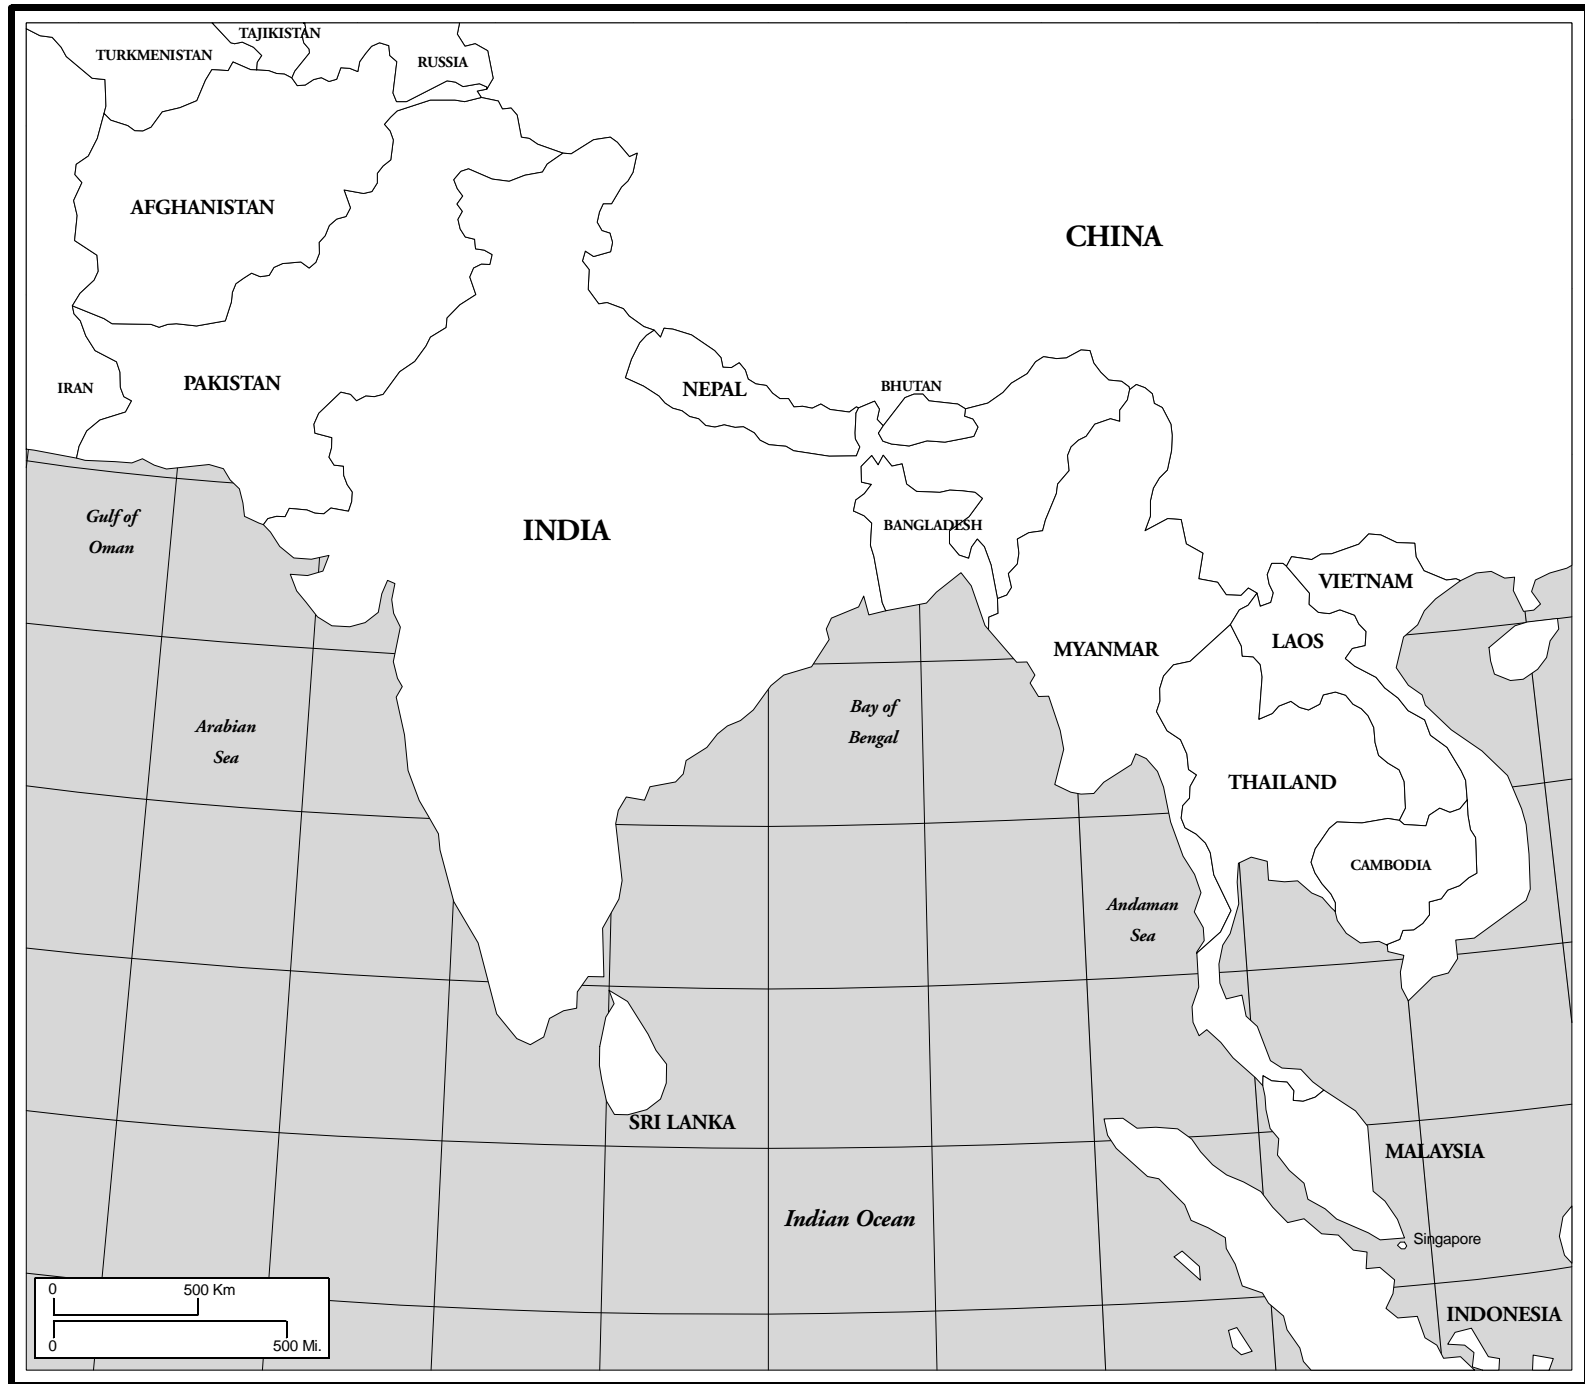 TAJIKISTAN
TURKMENISTAN
RUSSIA
AFGHANISTAN
CHINA
IRAN
PAKISTAN
NEPAL
BHUTAN
Gulf of
Oman
INDIA
BANGLADESH
VIETNAM
MYANMAR
LAOS
Arabian
Sea
Bay of
Bengal
THAILAND
CAMBODIA
Andaman
Sea
SRI LANKA
MALAYSIA
Indian Ocean
Singapore
0 500 Km
0 500 Mi.
INDONESIA